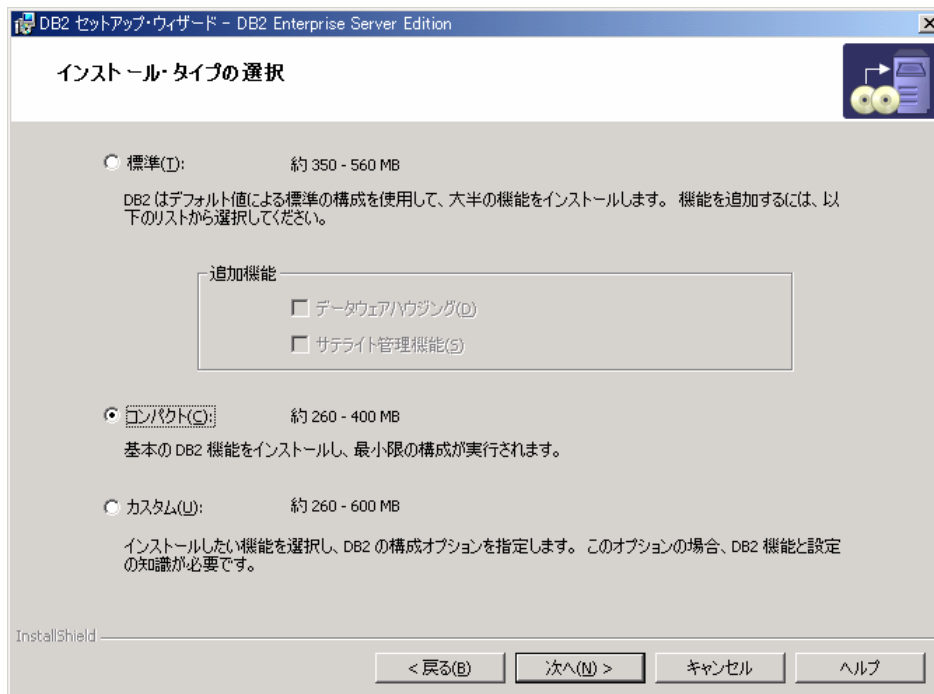 DB2 セットアップ・ウィザード - DB2 Enterprise Server Edition
インストール・タイプの選択
標準(T): 約 350 - 560 MB
DB2 はデフォルト値による標準の構成を使用して、大半の機能をインストールします。 機能を追加するには、以
下のリストから選択してください。
追加機能
データウェアハウジング(D)
サテライト管理機能(S)
コンパクト(C): 約 260 - 400 MB
基本の DB2 機能をインストールし、最小限の構成が実行されます。
カスタム(U): 約 260 - 600 MB
インストールしたい機能を選択し、DB2 の構成オプションを指定します。 このオプションの場合、DB2 機能と設定
の知識が必要です。
InstallShield
< 戻る(B) 次へ(N) > キャンセル ヘルプ